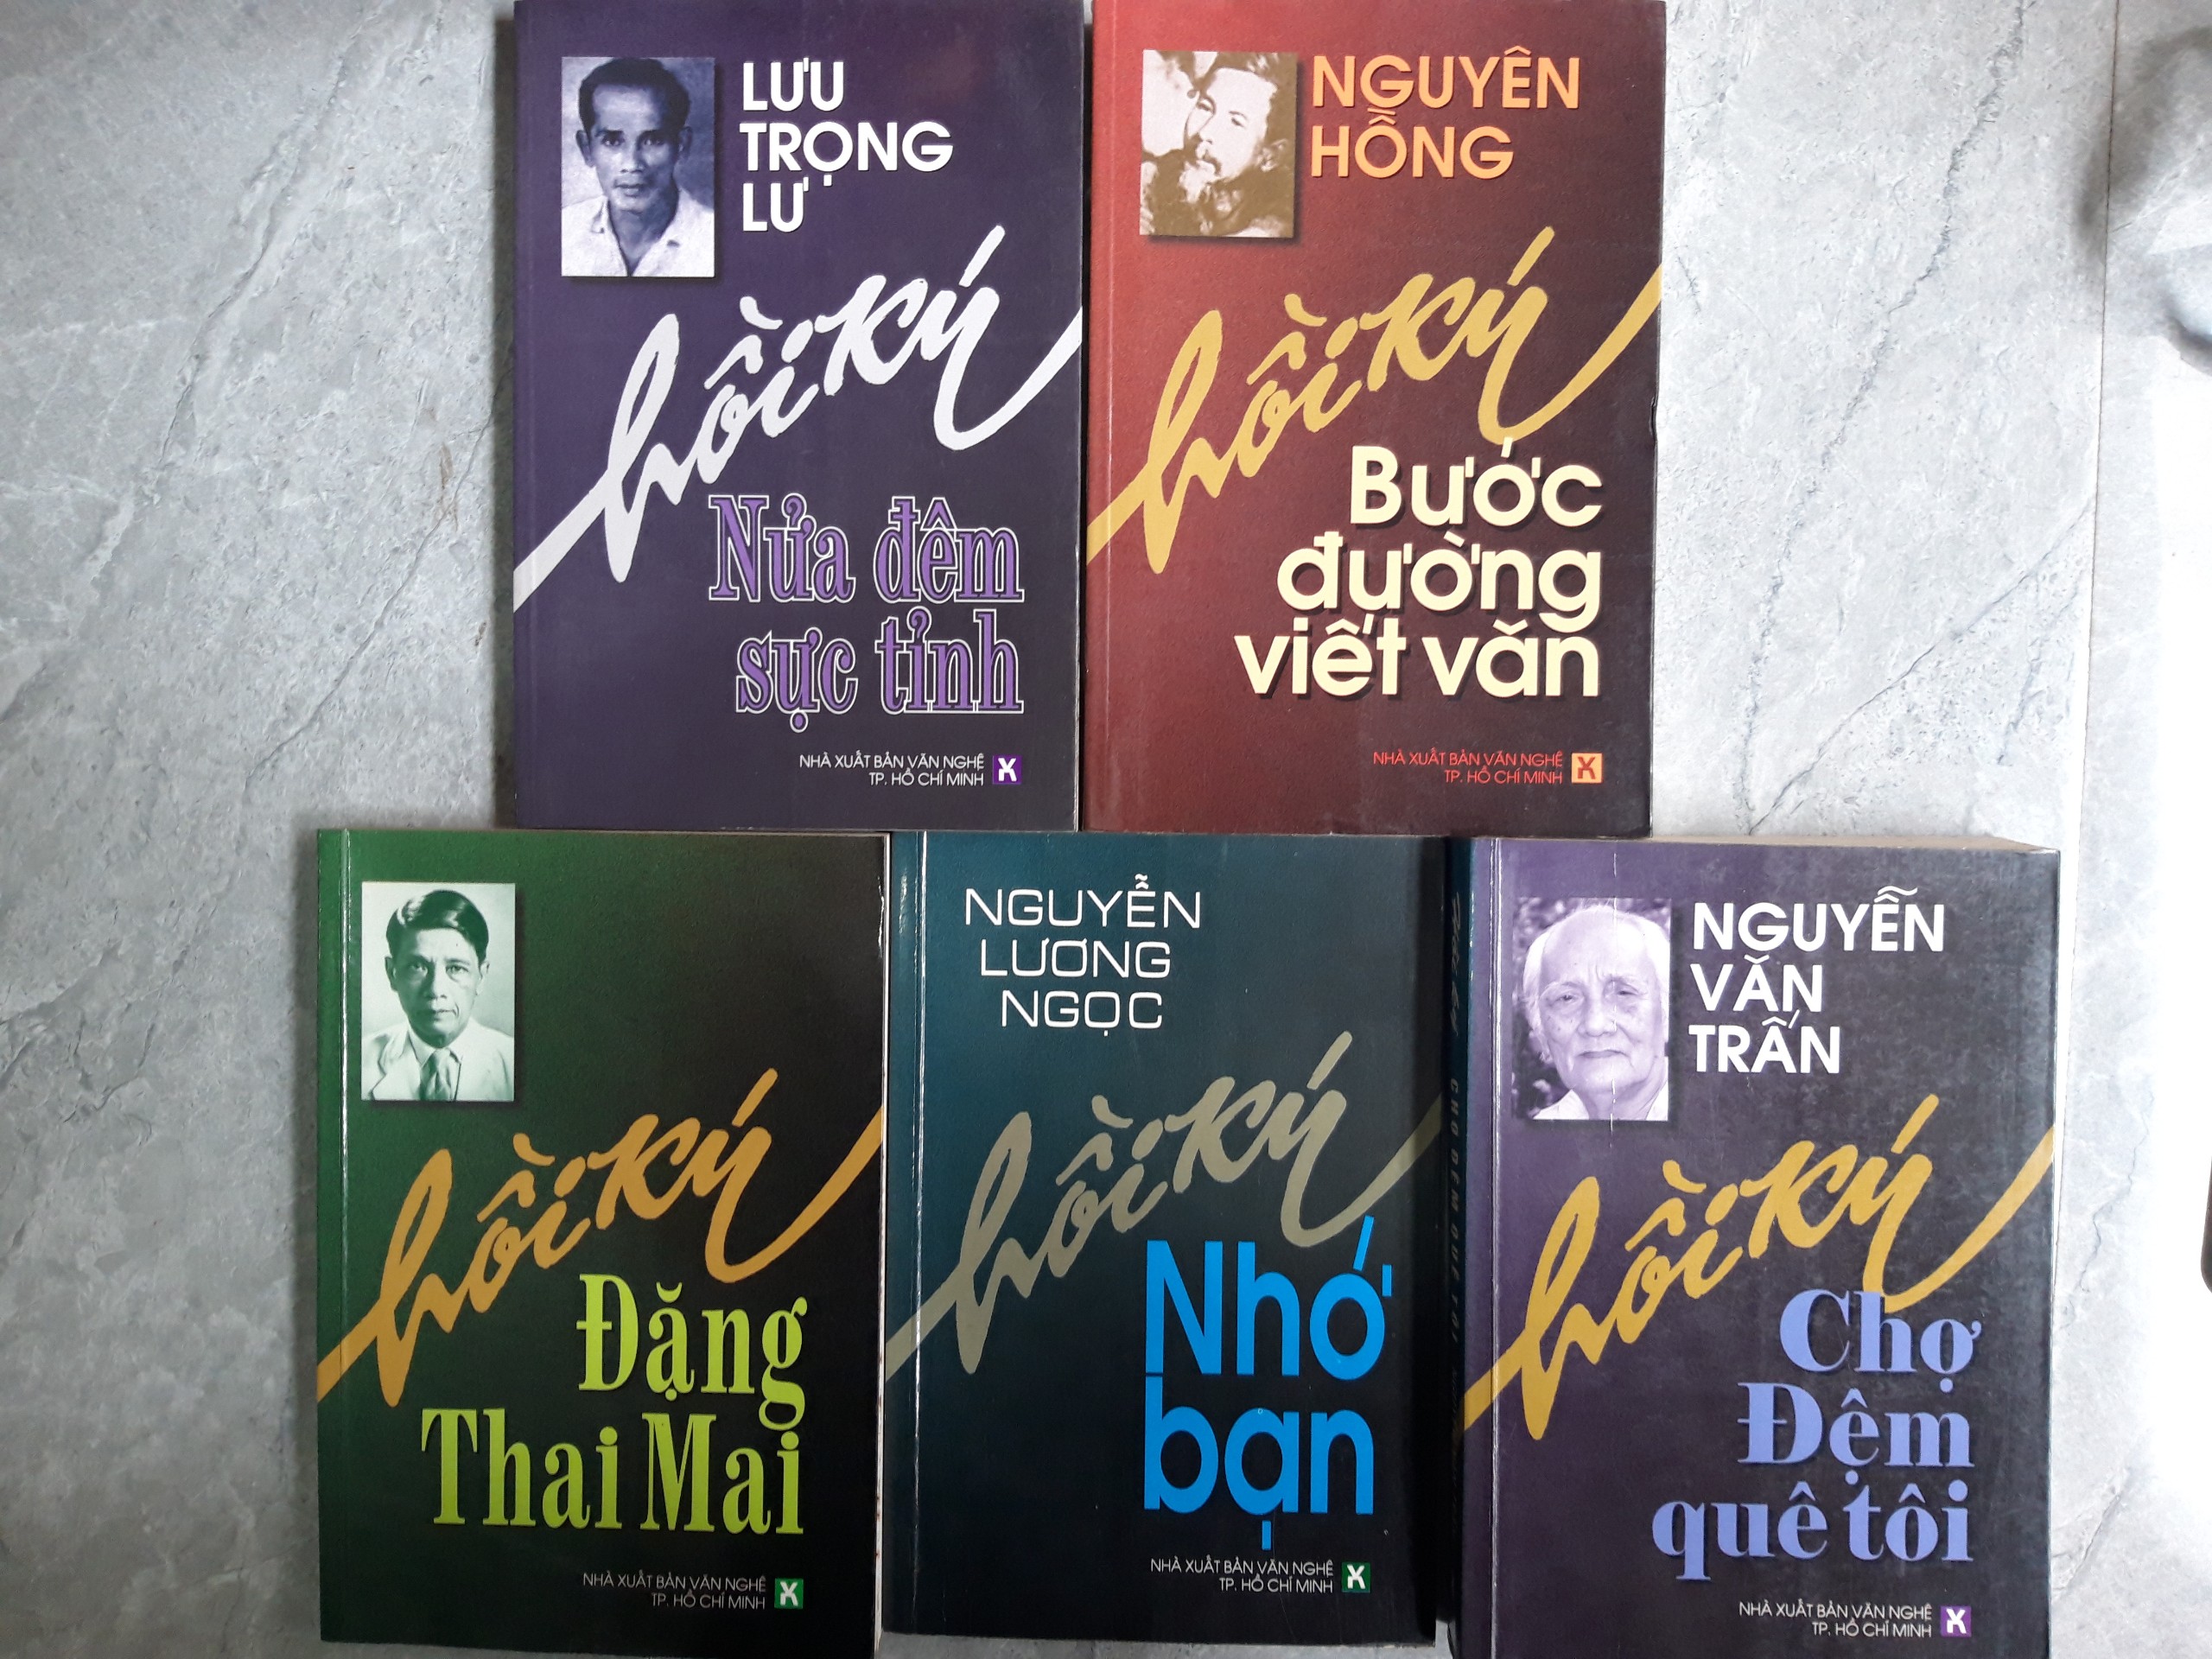 LƯU
TRỌNG
LƯ
hồi ký
Nửa đêm
sực tỉnh
NHÀ XUẤT BẢN VĂN NGHỆ
TP. HỒ CHÍ MINH
NGUYÊN
HỒNG
hồi ký
Bước
đường
viết văn
NHÀ XUẤT BẢN VĂN NGHỆ
TP. HỒ CHÍ MINH
hồi ký
Đặng
Thai Mai
NHÀ XUẤT BẢN VĂN NGHỆ
TP. HỒ CHÍ MINH
NGUYỄN
LƯƠNG
NGỌC
hồi ký
Nhớ
bạn
NHÀ XUẤT BẢN VĂN NGHỆ
TP. HỒ CHÍ MINH
NGUYỄN
VĂN
TRẤN
hồi ký
Chợ
Đệm
quê tôi
NHÀ XUẤT BẢN VĂN NGHỆ
TP. HỒ CHÍ MINH